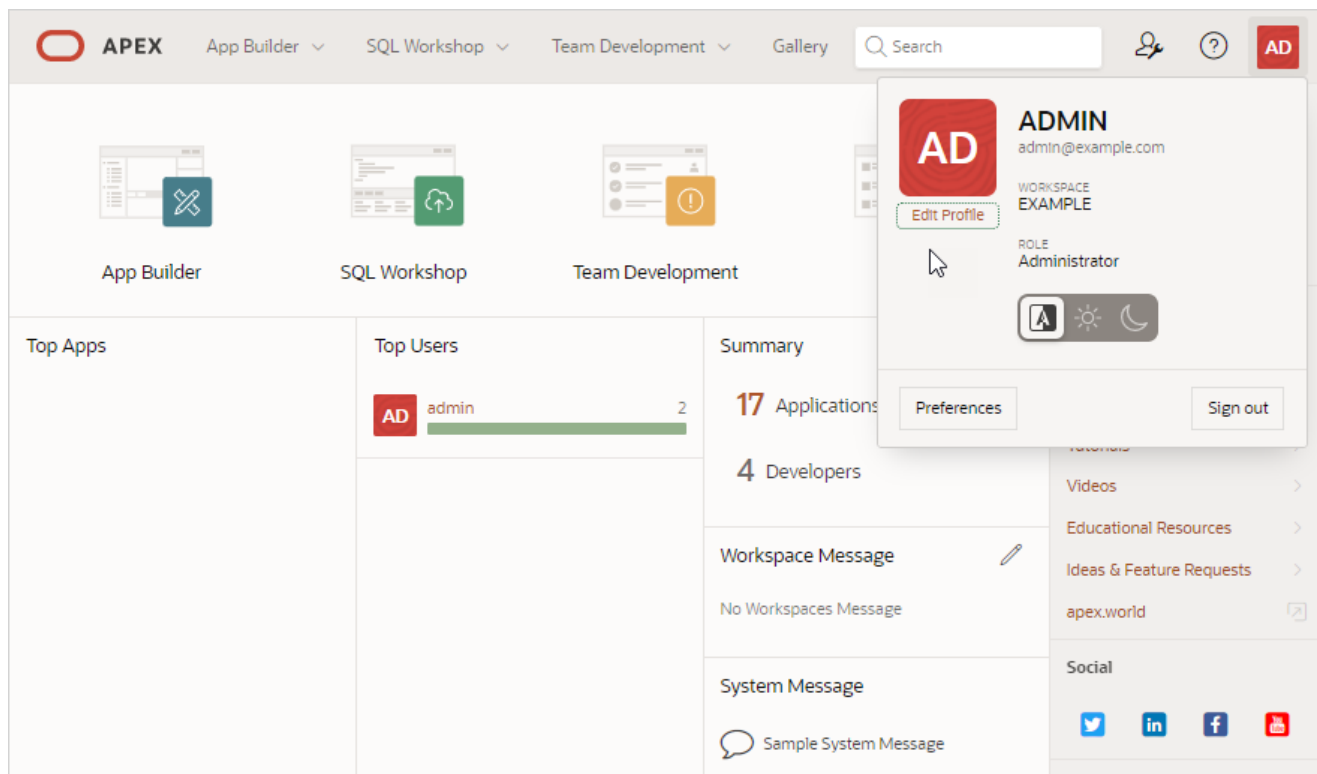 APEX App Builder SQL Workshop Team Development Gallery Search AD
AD
ADMIN
admin@example.com
WORKSPACE
EXAMPLE
Edit Profile
ROLE
Administrator
Preferences Sign out
App Builder SQL Workshop Team Development
Top Apps
Top Users
AD admin 2
Summary
17 Applications
4 Developers
Workspace Message
No Workspaces Message
System Message
Sample System Message
Tutorials
Videos
Educational Resources
Ideas & Feature Requests
apex.world
Social